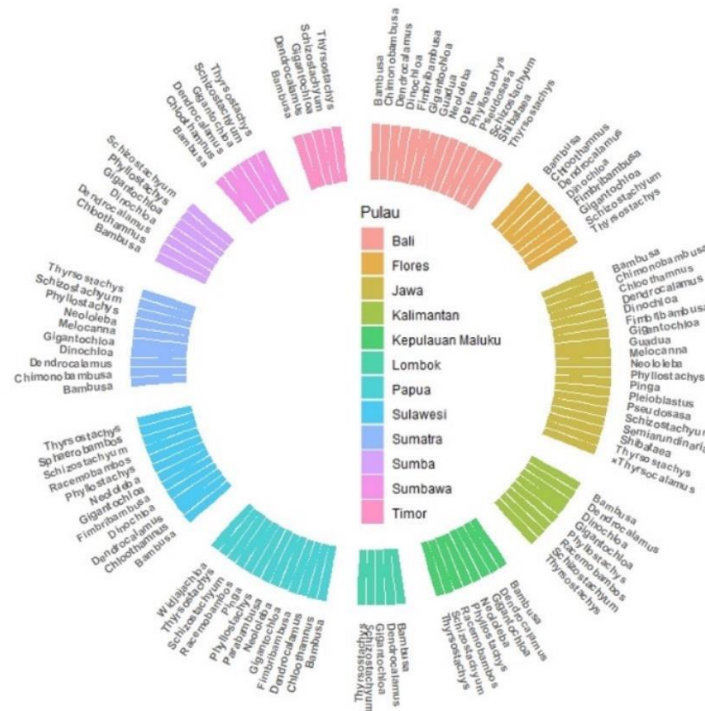 Bambusa
Chimonobambusa
Dendrocalamus
Dinochloa
Fimbribambusa
Gigantochloa
Guadua
Neololeba
Otatea
Phyllostachys
Pseudosasa
Schizostachyum
Shibataea
Thyrsostachys
Bambusa
Chloothamnus
Dendrocalamus
Dinochloa
Fimbribambusa
Gigantochloa
Schizostachyum
Thyrsostachys
Bambusa
Chimonobambusa
Chloothamnus
Dendrocalamus
Dinochloa
Fimbribambusa
Gigantochloa
Guadua
Melocanna
Neololeba
Phyllostachys
Pinga
Pleioblastus
Pseudosasa
Schizostachyum
Semiarundinaria
Shibalaea
Thyrsostachys
xThyrsocalamus
Bambusa
Dendrocalamus
Dinochloa
Gigantochloa
Phyllostachys
Racemobambos
Schizostachyum
Thyrsostachys
Bambusa
Dendrocalamus
Gigantochloa
Neololeba
Phyllostachys
Racemobambos
Schizostachyum
Thyrsostachys
Bambusa
Dendrocalamus
Gigantochloa
Schizostachyum
Thyrsostachys
Bambusa
Chloothamnus
Dendrocalamus
Fimbribambusa
Gigantochloa
Neololeba
Parabambusa
Phyllostachys
Pinga
Racemobambos
Schizostachyum
Thyrsostachys
Widjajachba
Bambusa
Chloothamnus
Dendrocalamus
Dinochloa
Fimbribambusa
Gigantochloa
Neololeba
Phyllostachys
Racemobambos
Schizostachyum
Sphaerobambos
Thyrsostachys
Bambusa
Chimonobambusa
Dendrocalamus
Dinochloa
Gigantochloa
Melocanna
Neololeba
Phyllostachys
Schizostachyum
Thyrsostachys
Bambusa
Chloothamnus
Dendrocalamus
Dinochloa
Gigantochloa
Phyllostachys
Schizostachyum
Bambusa
Chloothamnus
Dendrocalamus
Gigantochloa
Schizostachyum
Thyrsostachys
Bambusa
Dendrocalamus
Gigantochloa
Schizostachyum
Thyrsostachys
Pulau
Bali
Flores
Jawa
Kalimantan
Kepulauan Maluku
Lombok
Papua
Sulawesi
Sumatra
Sumba
Sumbawa
Timor